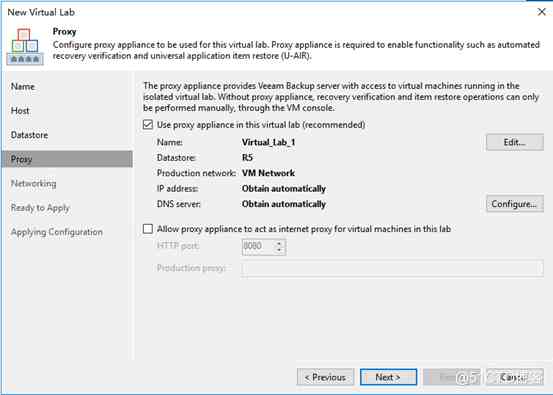 New Virtual Lab
Proxy
Configure proxy appliance to be used for this virtual lab. Proxy appliance is required to enable functionality such as automated
recovery verification and universal application item restore (U-AIR).
Name
Host
Datastore
Proxy
Networking
Ready to Apply
Applying Configuration
The proxy appliance provides Veeam Backup server with access to virtual machines running in the
isolated virtual lab. Without proxy appliance, recovery verification and item restore operations can only
be performed manually, through the VM console.
Use proxy appliance in this virtual lab (recommended)
Name: Virtual_Lab_1 Edit...
Datastore: R5
Production network: VM Network
IP address: Obtain automatically
DNS server: Obtain automatically Configure...
Allow proxy appliance to act as internet proxy for virtual machines in this lab
HTTP port: 8080
Production proxy:
< Previous Next >